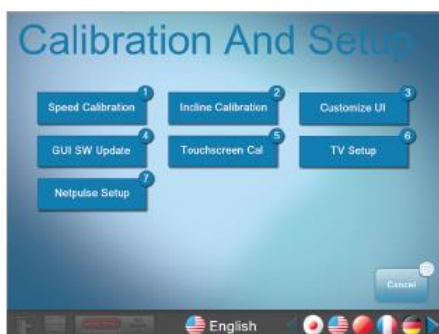 Calibration And Setup
1
Speed Calibration
2
Incline Calibration
3
Customize UI
4
GUI SW Update
5
Touchscreen Cal
6
TV Setup
7
Netpulse Setup
Cancel
English